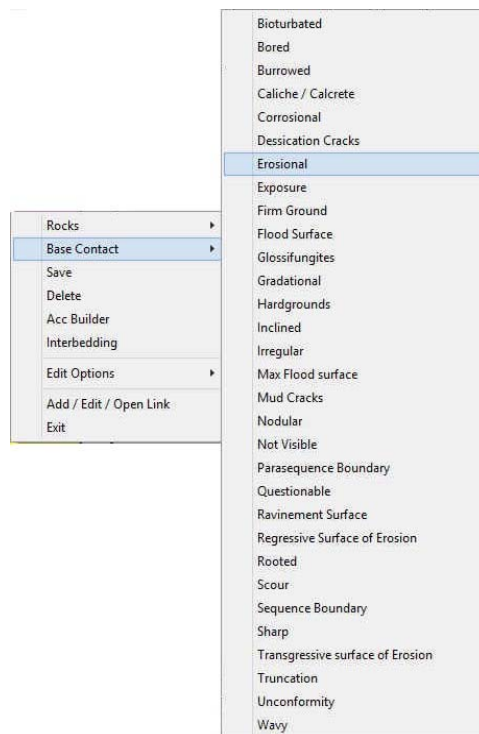 Rocks
Base Contact
Save
Delete
Acc Builder
Interbedding
Edit Options
Add / Edit / Open Link
Exit
Bioturbated
Bored
Burrowed
Caliche / Calcrete
Corrosional
Dessication Cracks
Erosional
Exposure
Firm Ground
Flood Surface
Glossifungites
Gradational
Hardgrounds
Inclined
Irregular
Max Flood surface
Mud Cracks
Nodular
Not Visible
Parasequence Boundary
Questionable
Ravinement Surface
Regressive Surface of Erosion
Rooted
Scour
Sequence Boundary
Sharp
Transgressive surface of Erosion
Truncation
Unconformity
Wavy